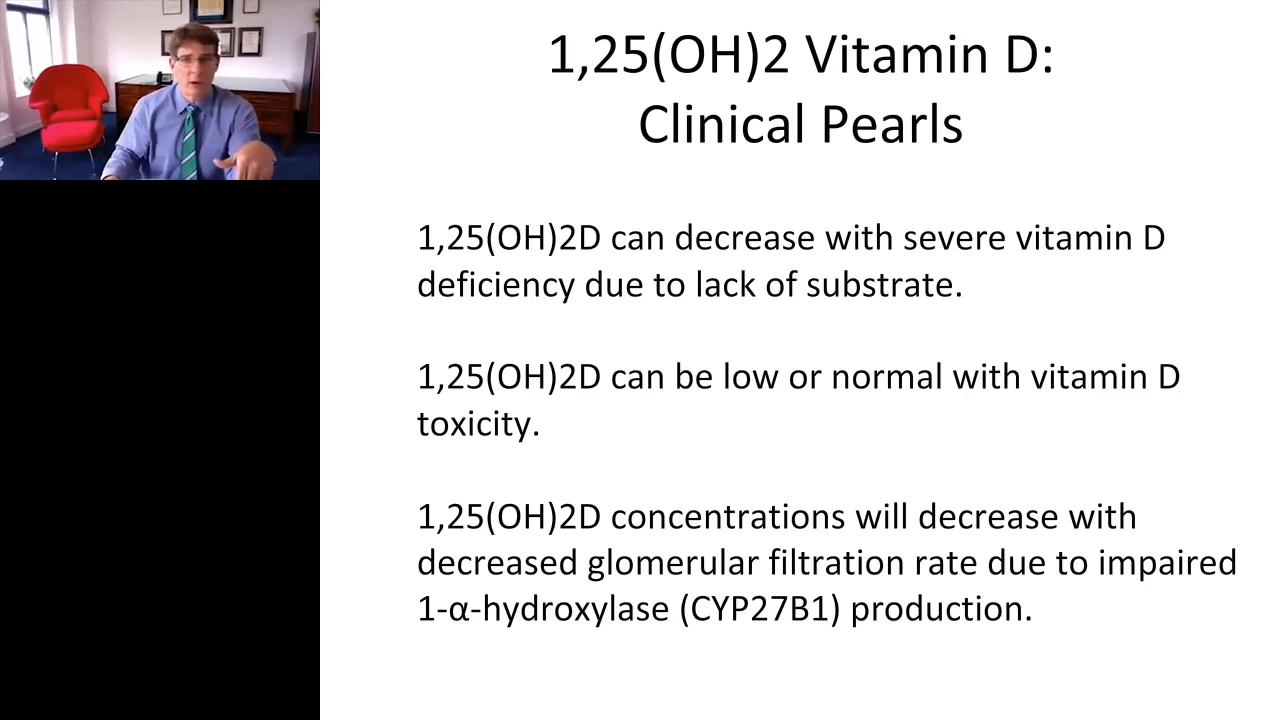 1,25(OH)2 Vitamin D:
Clinical Pearls
1,25(OH)2D can decrease with severe vitamin D
deficiency due to lack of substrate.
1,25(OH)2D can be low or normal with vitamin D
toxicity.
1,25(OH)2D concentrations will decrease with
decreased glomerular filtration rate due to impaired
1-α-hydroxylase (CYP27B1) production.